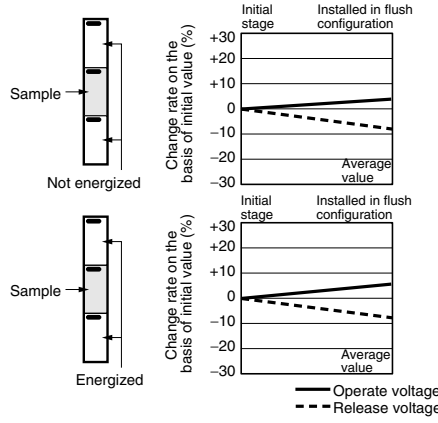 Initial stage
Installed in flush configuration
Change rate on the basis of initial value (%)
+30
+20
+10
0
−10
−20
−30
Average value
Sample
Not energized
Initial stage
Installed in flush configuration
Change rate on the basis of initial value (%)
+30
+20
+10
0
−10
−20
−30
Average value
Sample
Energized
Operate voltage
Release voltage